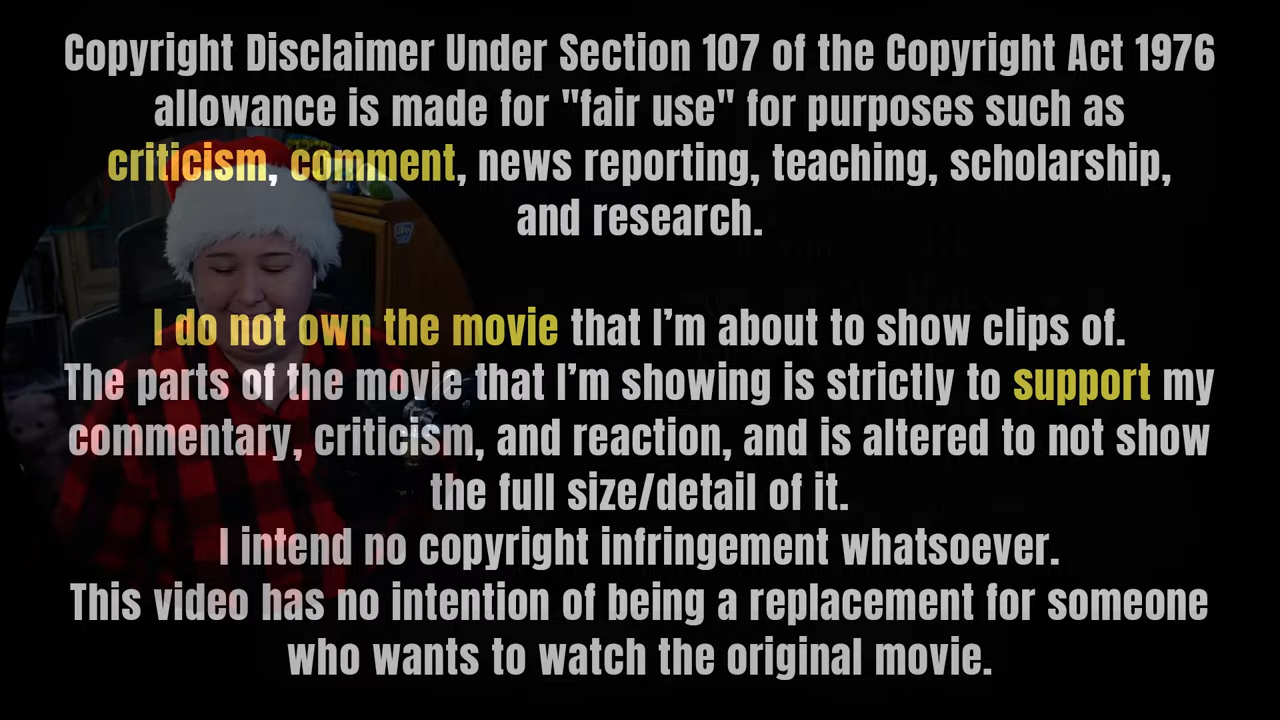 Copyright Disclaimer Under Section 107 of the Copyright Act 1976
allowance is made for "fair use" for purposes such as
criticism, comment, news reporting, teaching, scholarship,
and research.
I do not own the movie that I’m about to show clips of.
The parts of the movie that I’m showing is strictly to support my
commentary, criticism, and reaction, and is altered to not show
the full size/detail of it.
I intend no copyright infringement whatsoever.
This video has no intention of being a replacement for someone
who wants to watch the original movie.